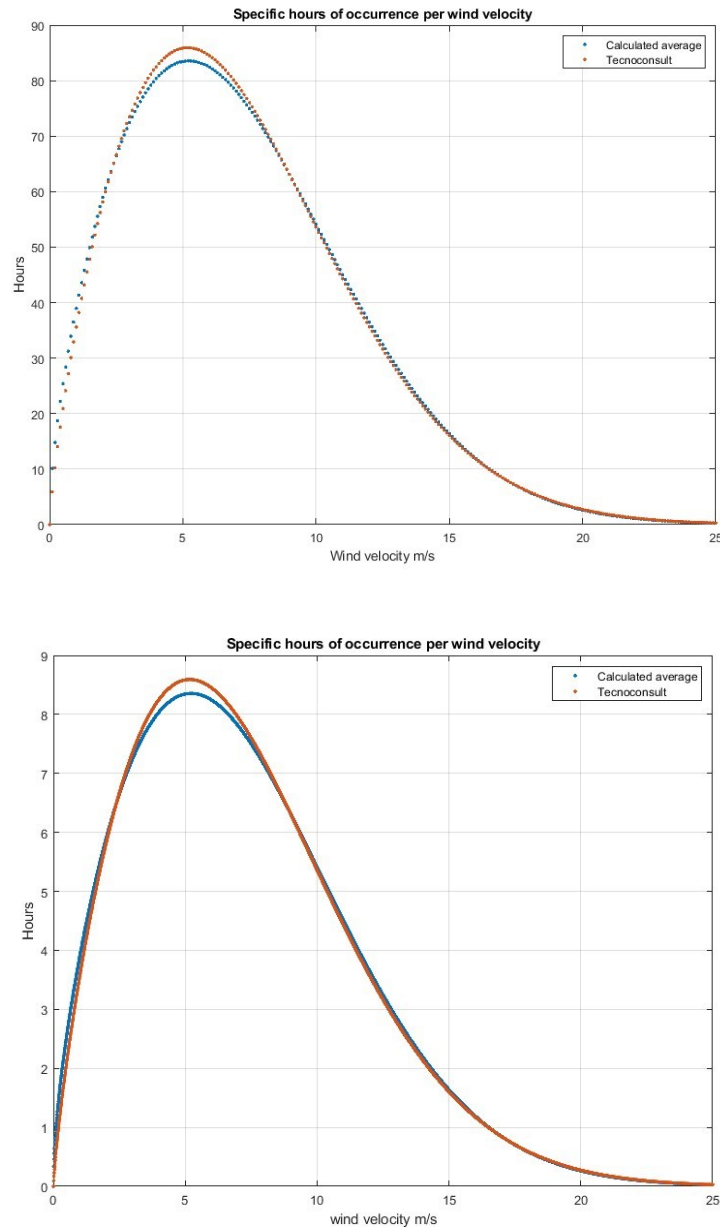 Specific hours of occurrence per wind velocity
90
80
70
60
50
40
30
20
10
0
Hours
Calculated average
Tecnoconsult
0 5 10 15 20 25
Wind velocity m/s
Specific hours of occurrence per wind velocity
9
8
7
6
5
4
3
2
1
0
Hours
Calculated average
Tecnoconsult
0 5 10 15 20 25
wind velocity m/s